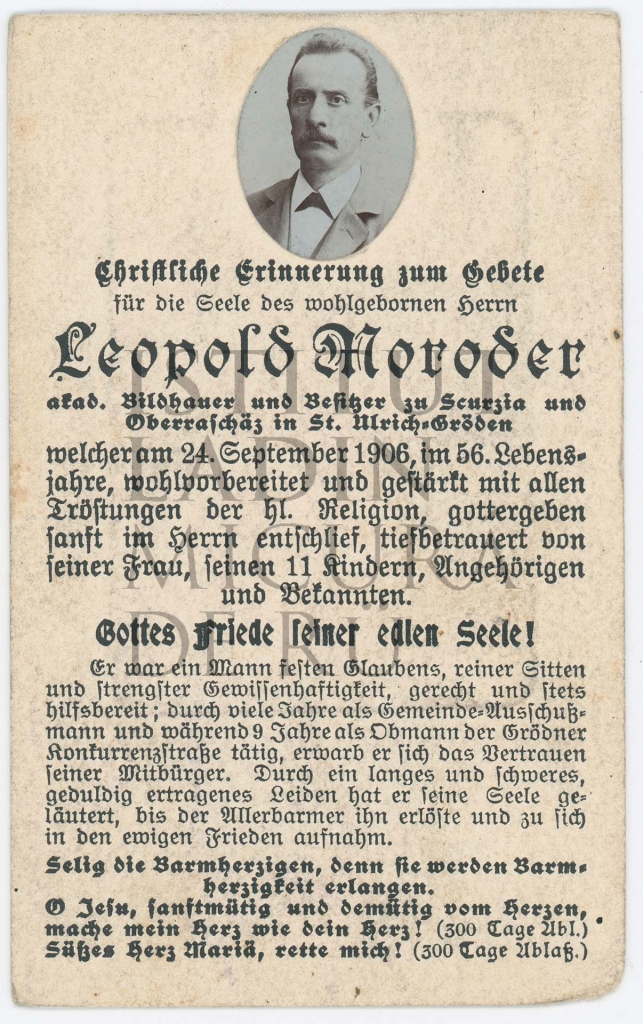 Christliche Erinnerung zum Gebete
für die Seele des wohlgebornen Herrn
Leopold Moroder
akad. Bildhauer und Besitzer zu Scurzia und
Oberraschäz in St. Ulrich-Gröden
welcher am 24. September 1906, im 56. Lebens-
jahre, wohlvorbereitet und gestärkt mit allen
Tröstungen der hl. Religion, gottergeben
sanft im Herrn entschlief, tiefbetrauert von
seiner Frau, seinen 11 Kindern, Angehörigen
und Bekannten.
Gottes Friede seiner edlen Seele!
Er war ein Mann festen Glaubens, reiner Sitten
und strengster Gewissenhaftigkeit, gerecht und stets
hilfsbereit; durch viele Jahre als Gemeinde-Ausschuß-
mann und während 9 Jahre als Obmann der Grödner
Konkurrenzstraße tätig, erwarb er sich das Vertrauen
seiner Mitbürger. Durch ein langes und schweres,
geduldig ertragenes Leiden hat er seine Seele ge-
läutert, bis der Allerbarmer ihn erlöste und zu sich
in den ewigen Frieden aufnahm.
Selig die Barmherzigen, denn sie werden Barm-
herzigkeit erlangen.
O Jesu, sanftmütig und demütig vom Herzen,
mache mein Herz wie dein Herz! (300 Tage Abl.)
Süßes Herz Mariä, rette mich! (300 Tage Ablaß.)
ISTITUT
LADIN
MICURÀ
DE RÜ